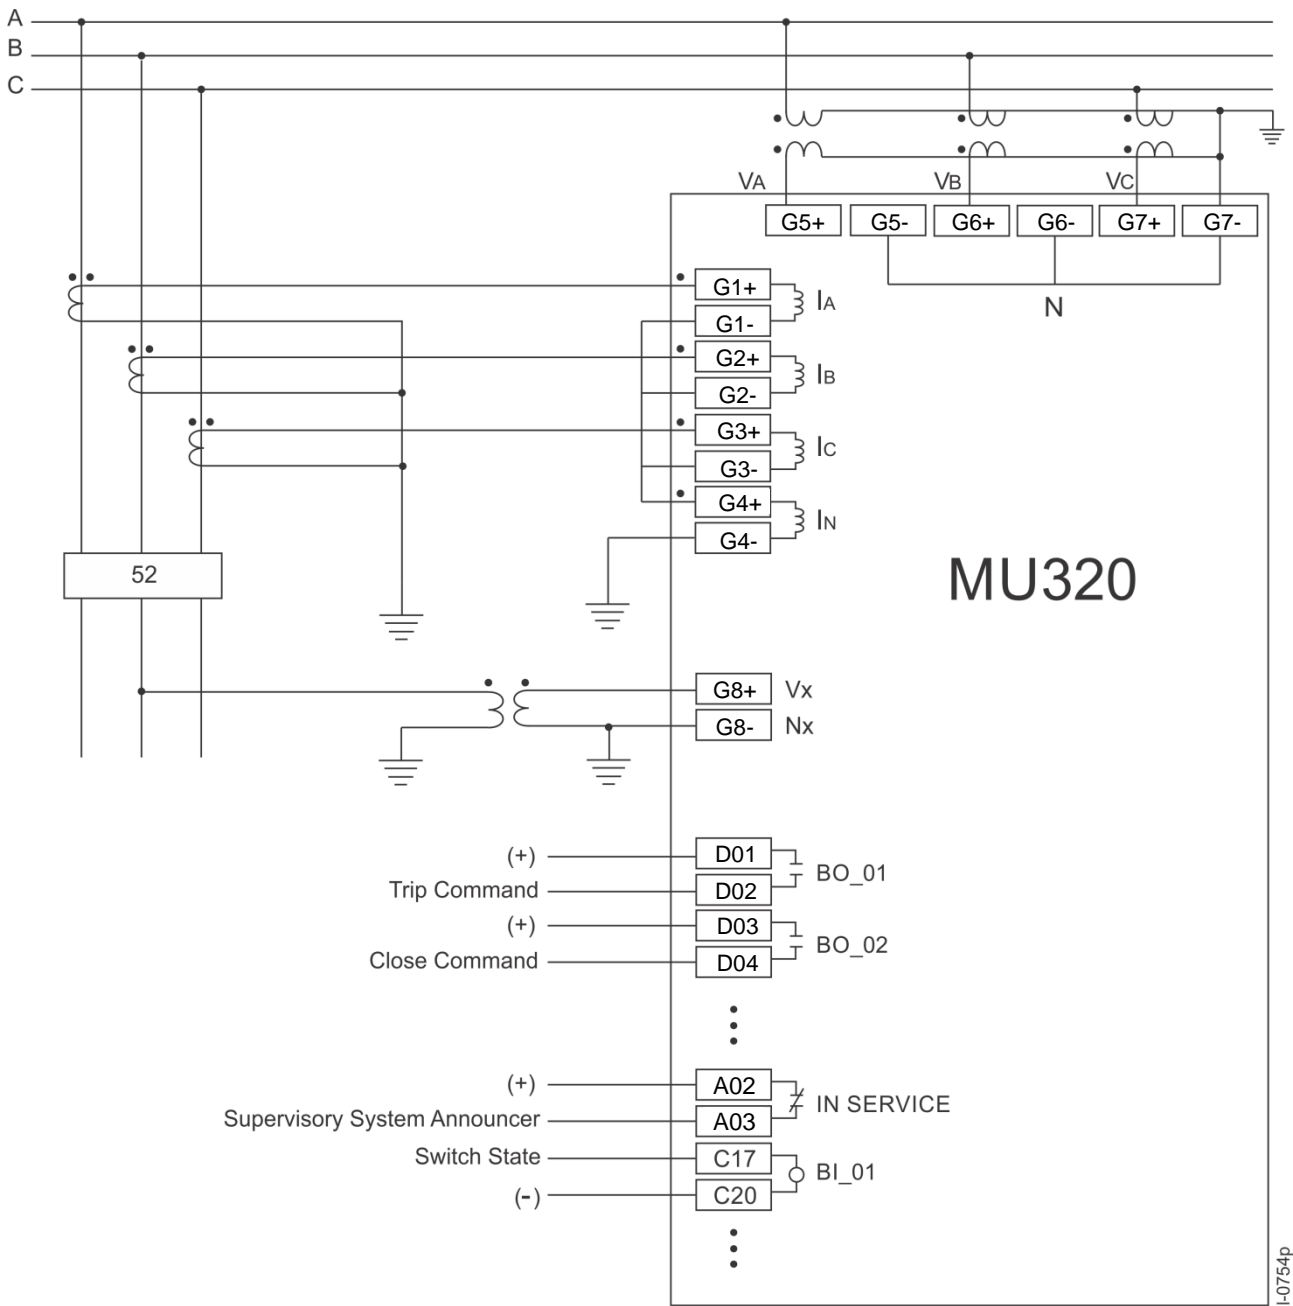 A
B
C
VA VB VC
G5+ G5- G6+ G6- G7+ G7-
N
G1+ IA
G1-
G2+ IB
G2-
G3+ IC
G3-
G4+ IN
G4-
52
MU320
G8+ Vx
G8- Nx
(+) D01 BO_01
Trip Command D02
(+) D03 BO_02
Close Command D04
(+) A02 IN SERVICE
Supervisory System Announcer A03
Switch State C17 BI_01
(-) C20
I-0754p